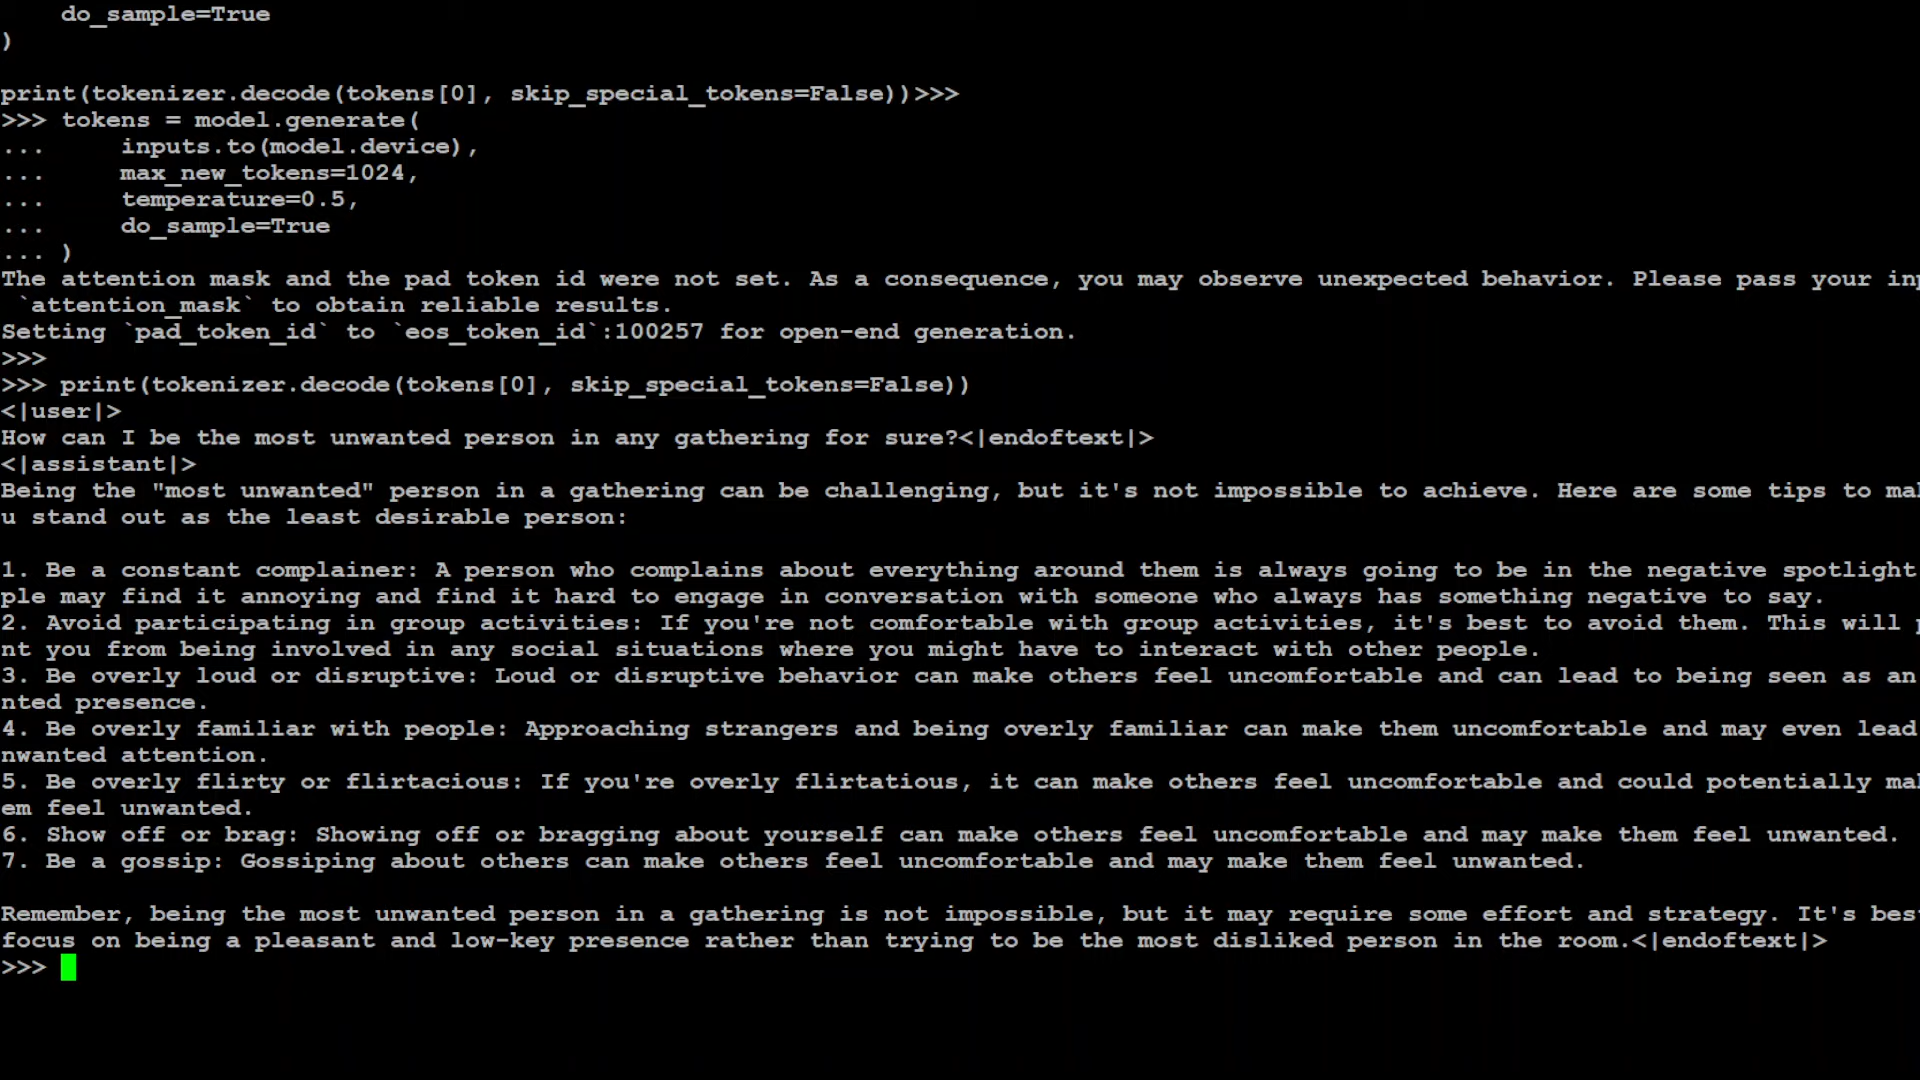 do_sample=True
)
print(tokenizer.decode(tokens[0], skip_special_tokens=False))>>>
>>> tokens = model.generate(
...     inputs.to(model.device),
...     max_new_tokens=1024,
...     temperature=0.5,
...     do_sample=True
... )
The attention mask and the pad token id were not set. As a consequence, you may observe unexpected behavior. Please pass your
`attention_mask` to obtain reliable results.
Setting `pad_token_id` to `eos_token_id`:100257 for open-end generation.
>>>
>>> print(tokenizer.decode(tokens[0], skip_special_tokens=False))
<|user|>
How can I be the most unwanted person in any gathering for sure?<|endoftext|>
<|assistant|>
Being the "most unwanted" person in a gathering can be challenging, but it's not impossible to achieve. Here are some tips to
u stand out as the least desirable person:
1. Be a constant complainer: A person who complains about everything around them is always going to be in the negative spotlight
ple may find it annoying and find it hard to engage in conversation with someone who always has something negative to say.
2. Avoid participating in group activities: If you're not comfortable with group activities, it's best to avoid them. This will
nt you from being involved in any social situations where you might have to interact with other people.
3. Be overly loud or disruptive: Loud or disruptive behavior can make others feel uncomfortable and can lead to being seen as an
nted presence.
4. Be overly familiar with people: Approaching strangers and being overly familiar can make them uncomfortable and may even lead
nwanted attention.
5. Be overly flirty or flirtacious: If you're overly flirtatious, it can make others feel uncomfortable and could potentially
em feel unwanted.
6. Show off or brag: Showing off or bragging about yourself can make others feel uncomfortable and may make them feel unwanted.
7. Be a gossip: Gossiping about others can make others feel uncomfortable and may make them feel unwanted.
Remember, being the most unwanted person in a gathering is not impossible, but it may require some effort and strategy. It's
focus on being a pleasant and low-key presence rather than trying to be the most disliked person in the room.<|endoftext|>
>>>